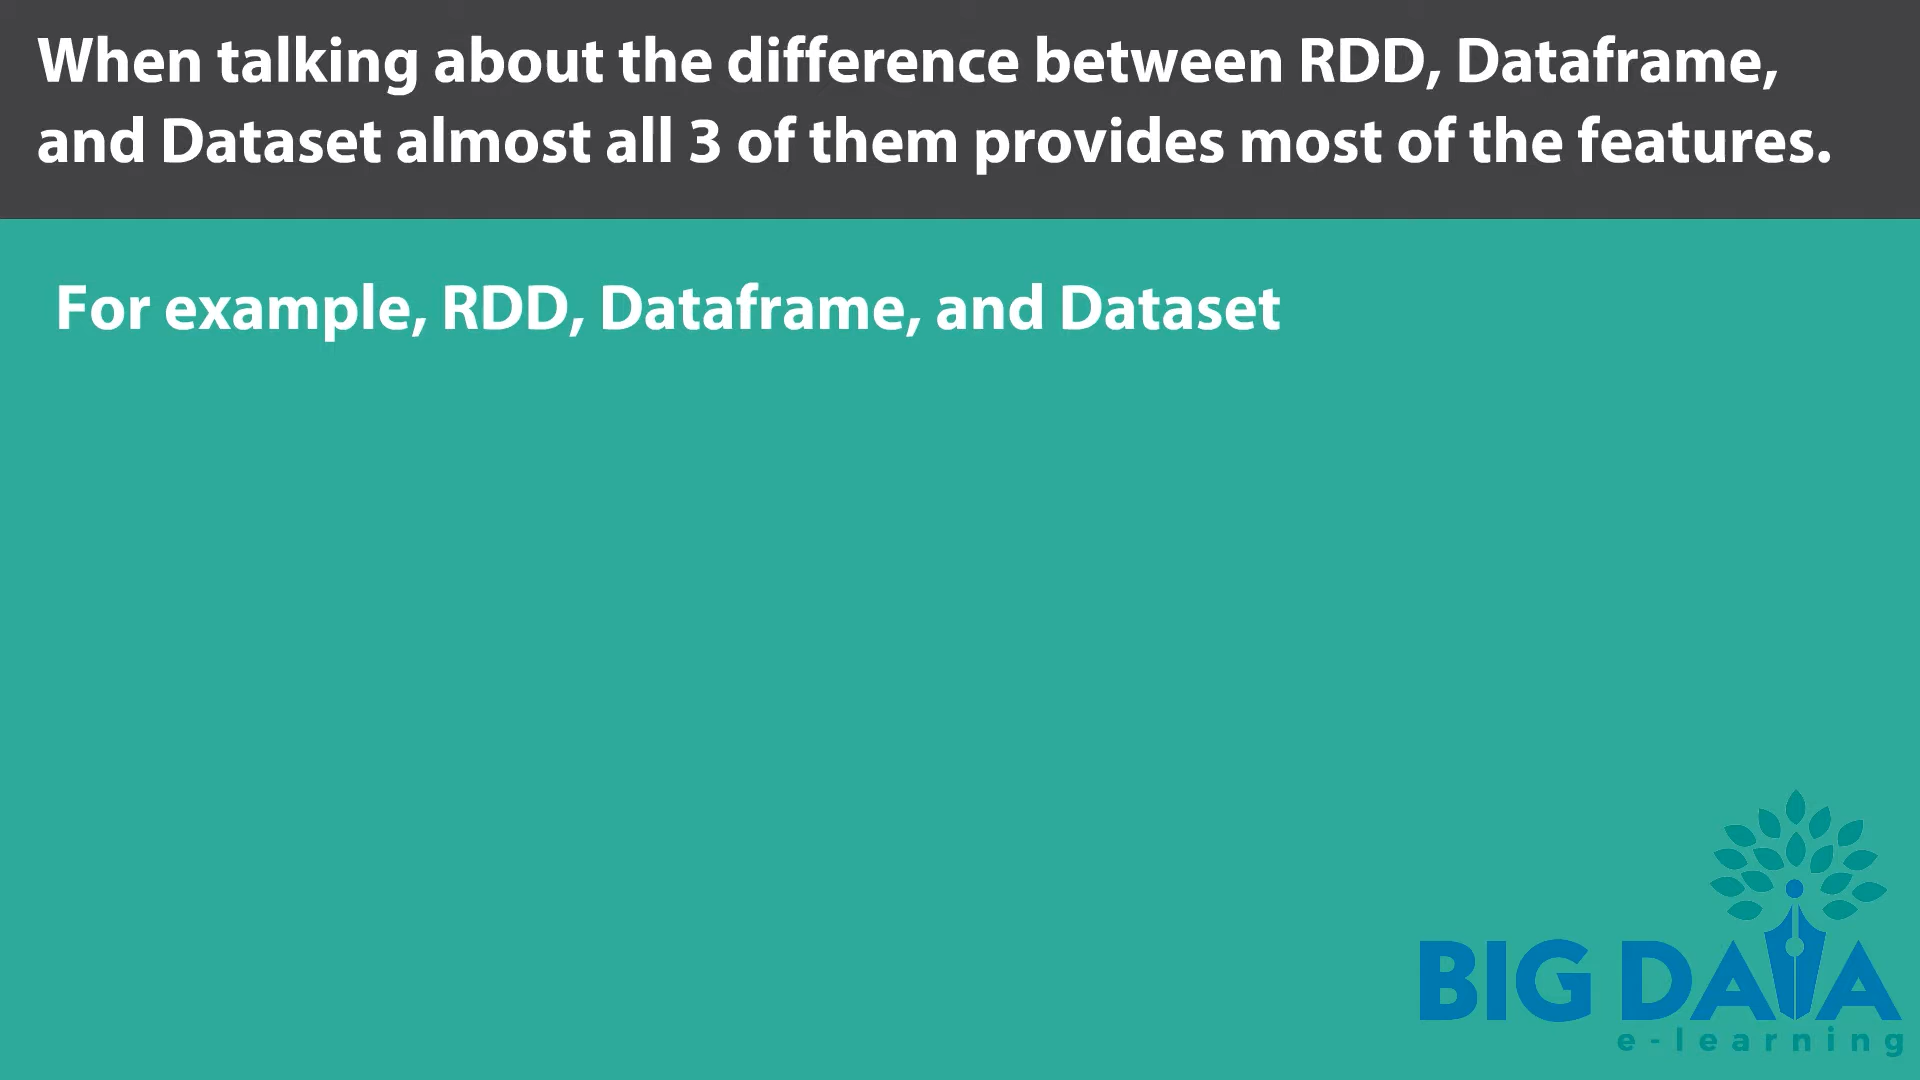 When talking about the difference between RDD, Dataframe,
and Dataset almost all 3 of them provides most of the features.
For example, RDD, Dataframe, and Dataset
BIG DATA
e-learning